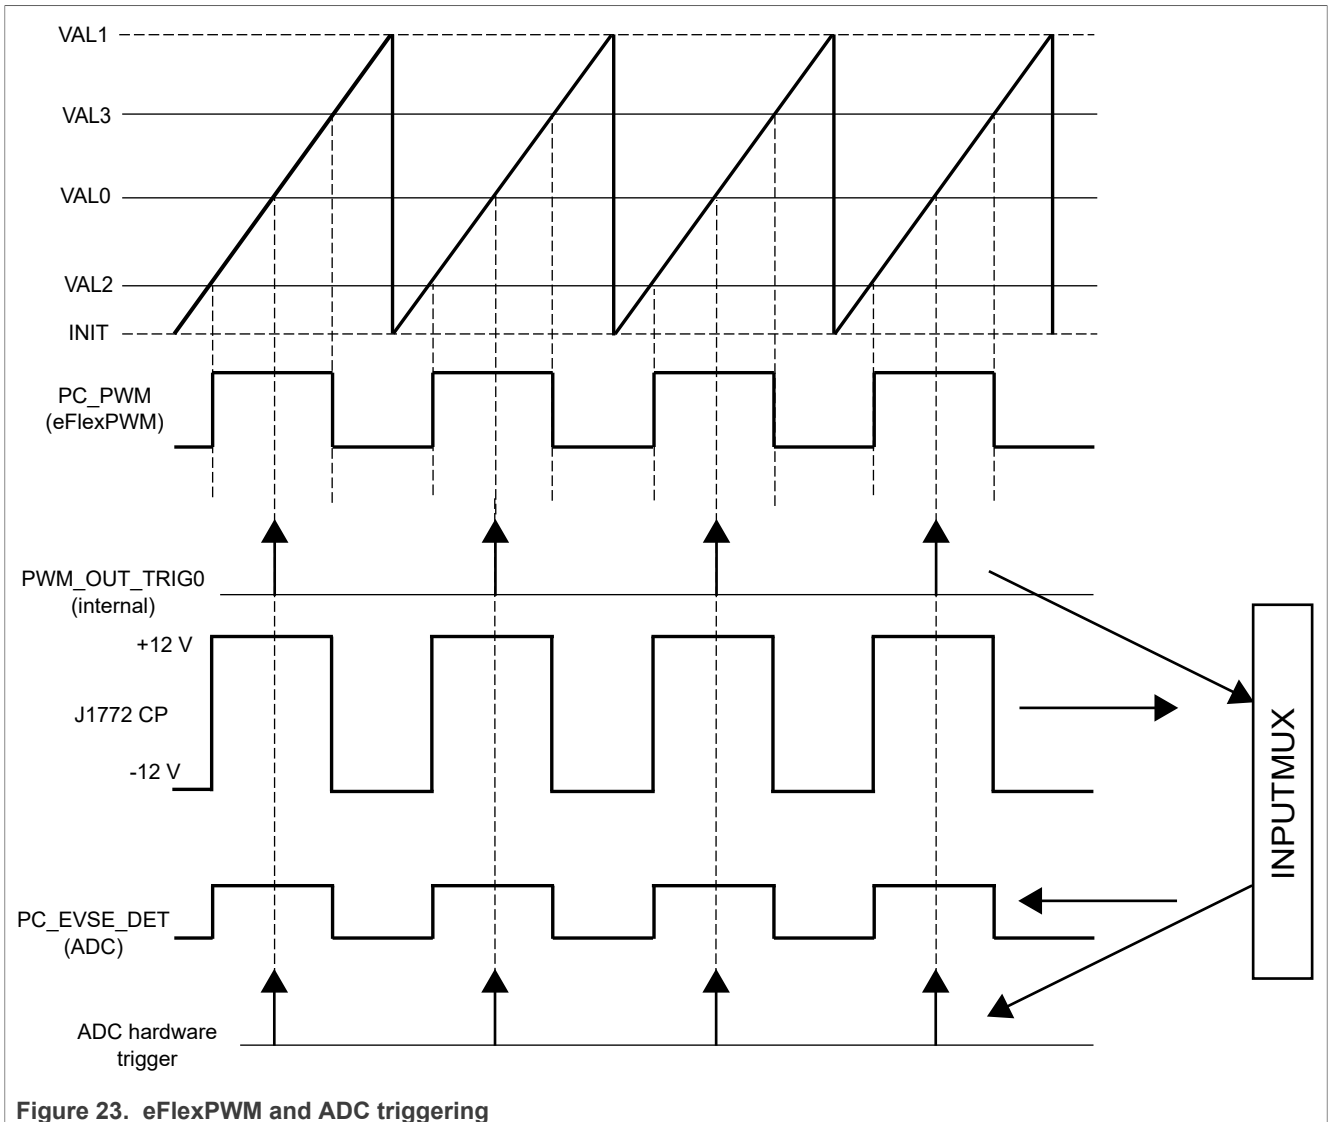 VAL1
VAL3
VAL0
VAL2
INIT
PC_PWM
(eFlexPWM)
PWM_OUT_TRIG0
(internal)
+12 V
J1772 CP
-12 V
INPUTMUX
PC_EVSE_DET
(ADC)
ADC hardware
trigger
Figure 23. eFlexPWM and ADC triggering